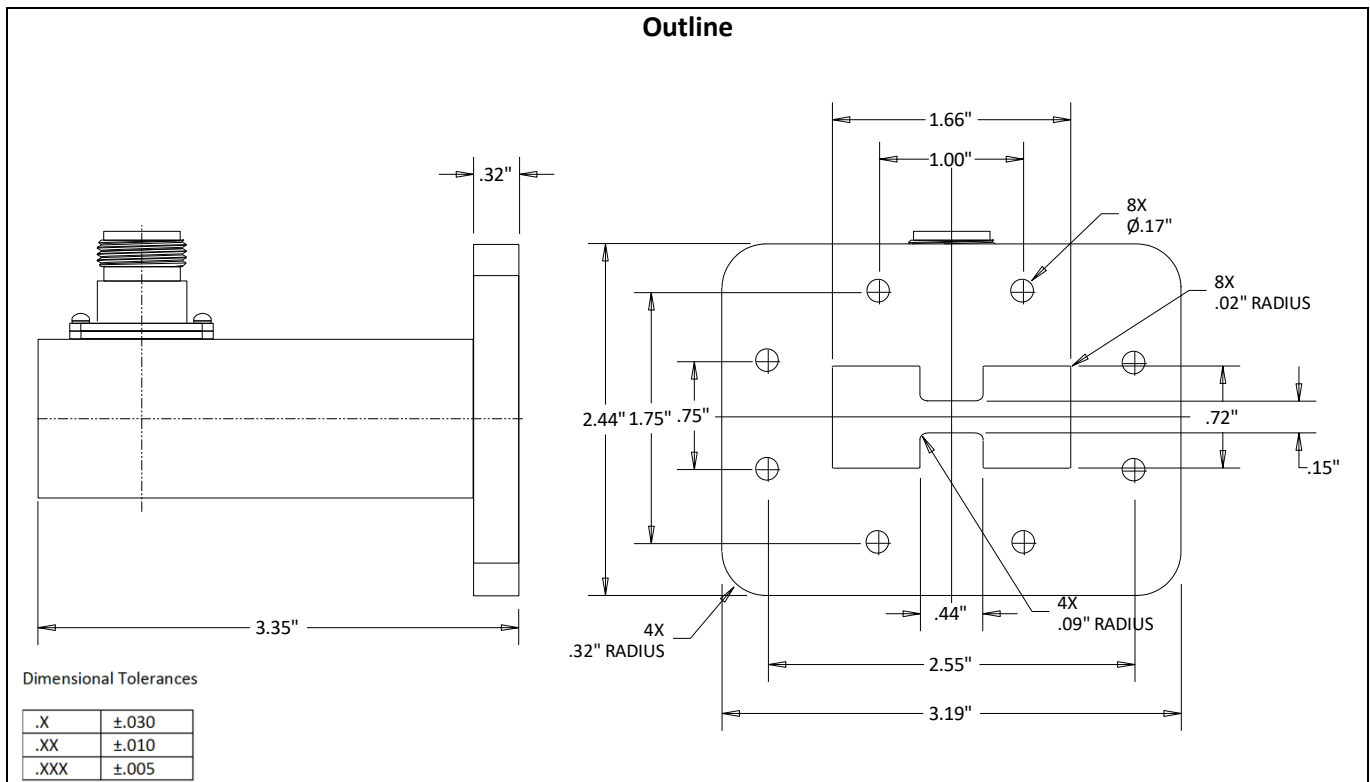 Outline
1.66"
1.00"
.32"
8X
Ø.17"
8X
.02" RADIUS
2.44" 1.75" .75"
.72"
.15"
.44"
4X
.09" RADIUS
3.35"
4X
.32" RADIUS
2.55"
3.19"
Dimensional Tolerances
.X ±.030
.XX ±.010
.XXX ±.005